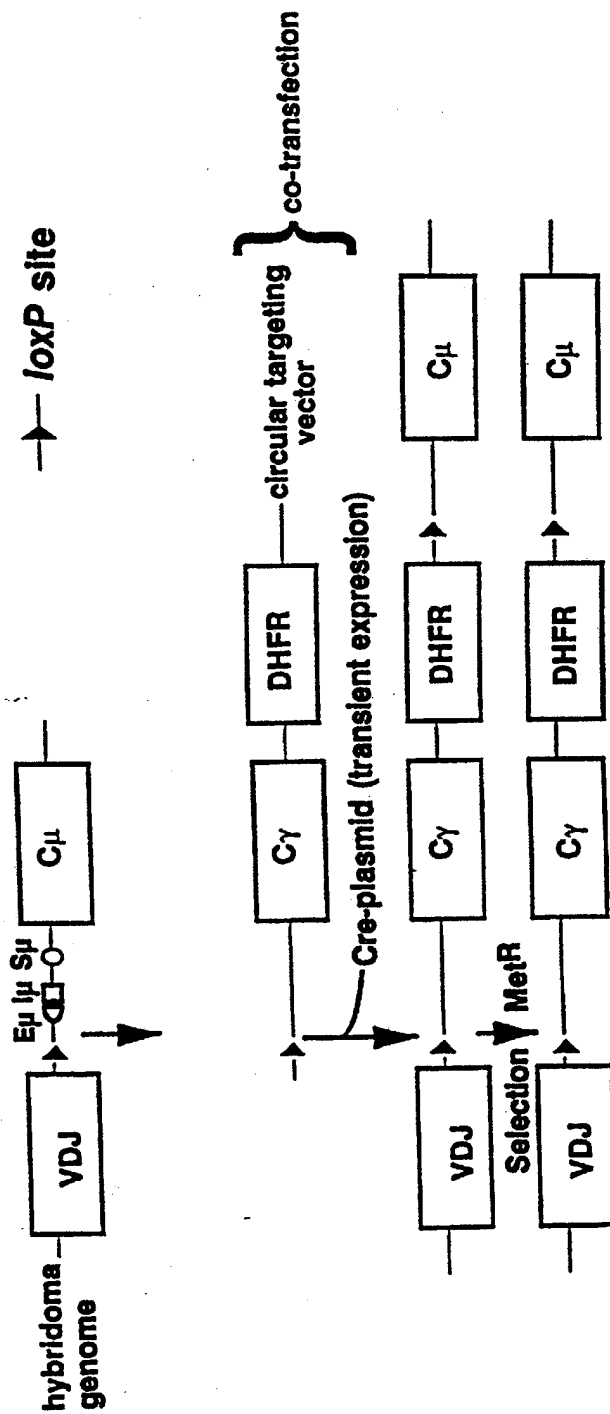 loxP site
hybridoma
genome
VDJ
Eμ Iμ Sμ
Cμ
Cγ
DHFR
circular targeting
vector
co-transfection
Cre-plasmid (transient expression)
VDJ
Cγ
DHFR
Cμ
Selection MetR
VDJ
Cγ
DHFR
Cμ